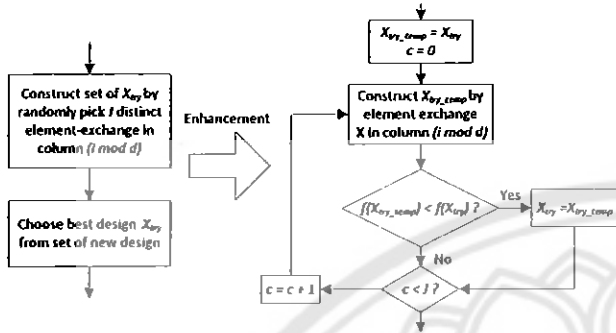 Construct set of X_try by
randomly pick J distinct
element-exchange in
column (i mod d)
Choose best design X_try
from set of new design
Enhancement
X_try_temp = X_try
c = 0
Construct X_try_temp by
element exchange
X in column (i mod d)
f(X_try_temp) < f(X_try) ?
Yes
X_try = X_try_temp
No
c = c + 1
c < J ?